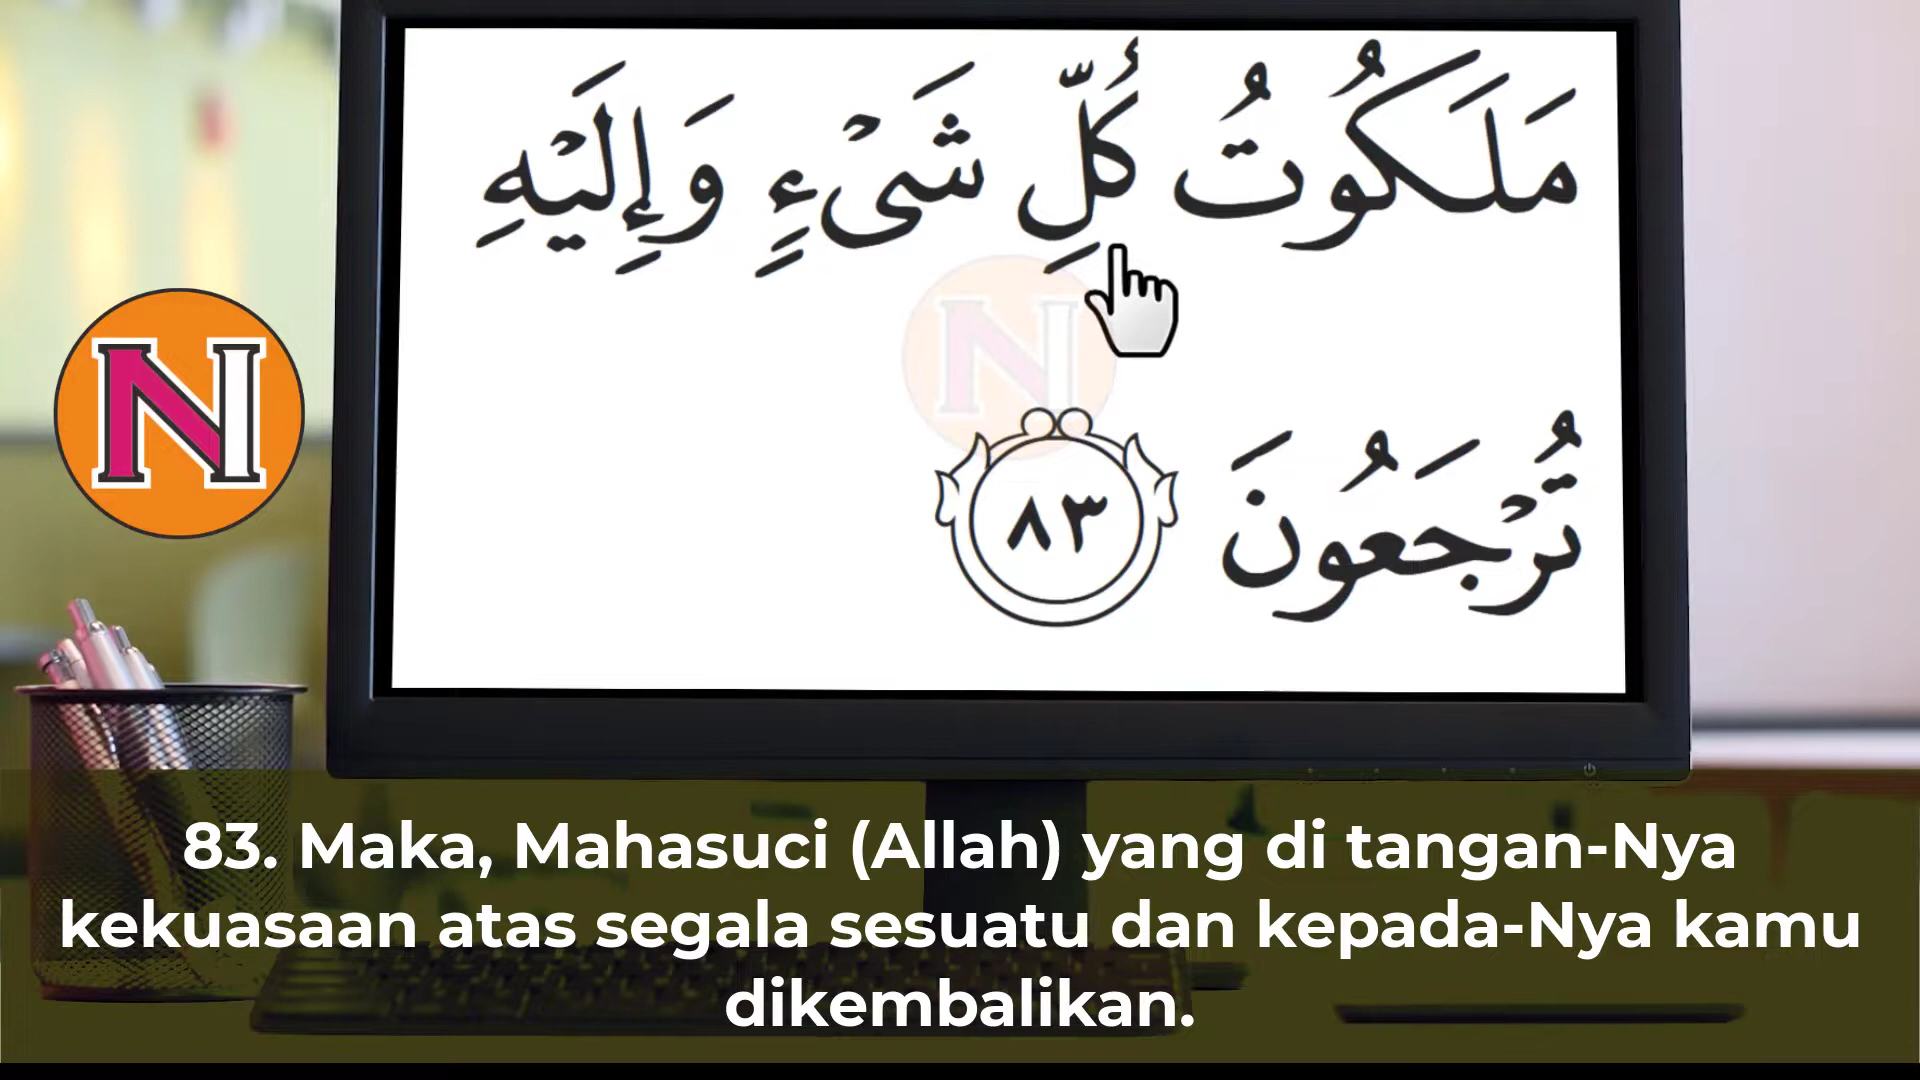 مَلَكُوتُ كُلِّ شَىْءٍ وَإِلَيْهِ
تُرْجَعُونَ ٨٣
N
N
83. Maka, Mahasuci (Allah) yang di tangan-Nya
kekuasaan atas segala sesuatu dan kepada-Nya kamu
dikembalikan.